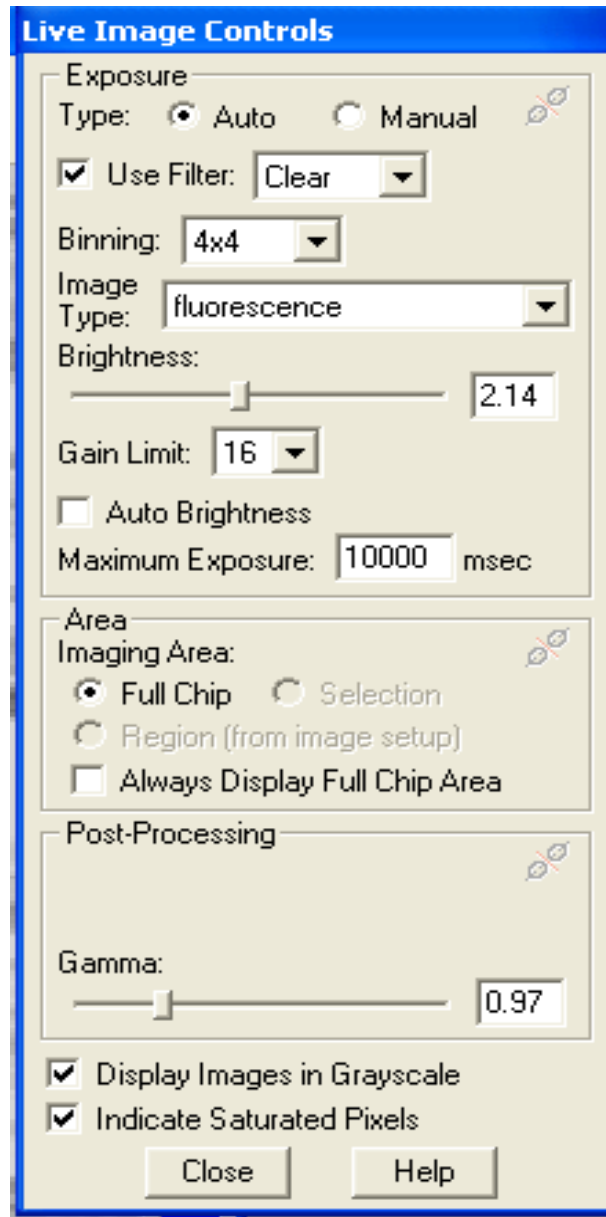 Live Image Controls
Exposure
Type: Auto Manual
Use Filter: Clear
Binning: 4x4
Image
Type: fluorescence
Brightness:
2.14
Gain Limit: 16
Auto Brightness
Maximum Exposure: 10000 msec
Area
Imaging Area:
Full Chip Selection
Region (from image setup)
Always Display Full Chip Area
Post-Processing
Gamma:
0.97
Display Images in Grayscale
Indicate Saturated Pixels
Close Help